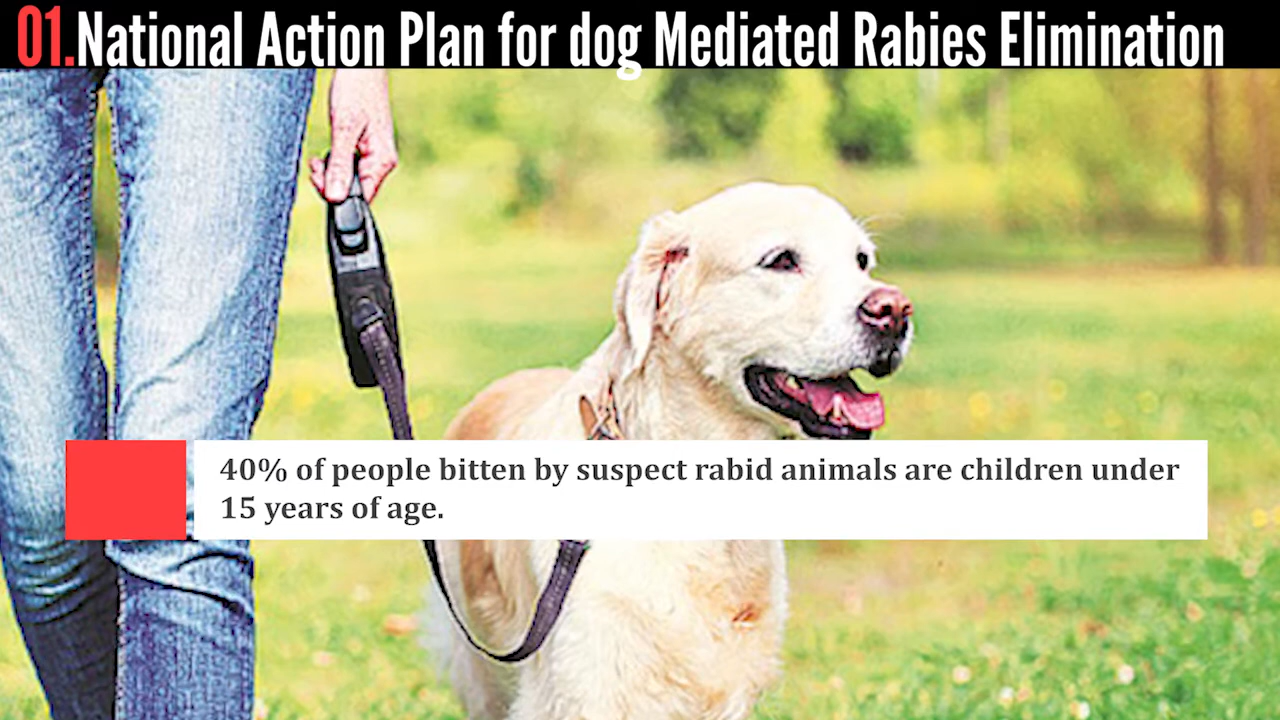 01.National Action Plan for dog Mediated Rabies Elimination
40% of people bitten by suspect rabid animals are children under
15 years of age.